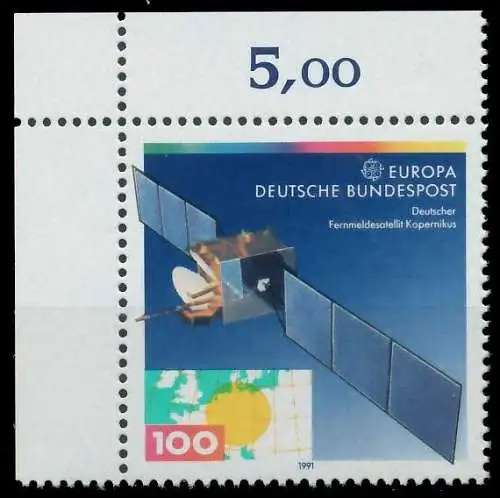 5,00
EUROPA
DEUTSCHE BUNDESPOST
Deutscher
Fernmeldesatellit Kopernikus
100
1991